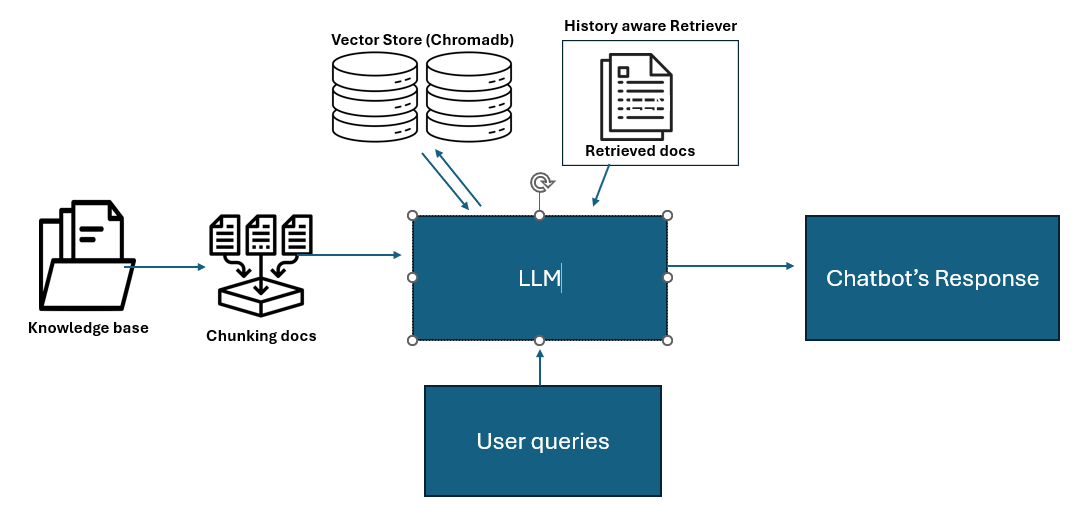 History aware Retriever
Vector Store (Chromadb)
Retrieved docs
LLM
Chatbot’s Response
Knowledge base
Chunking docs
User queries